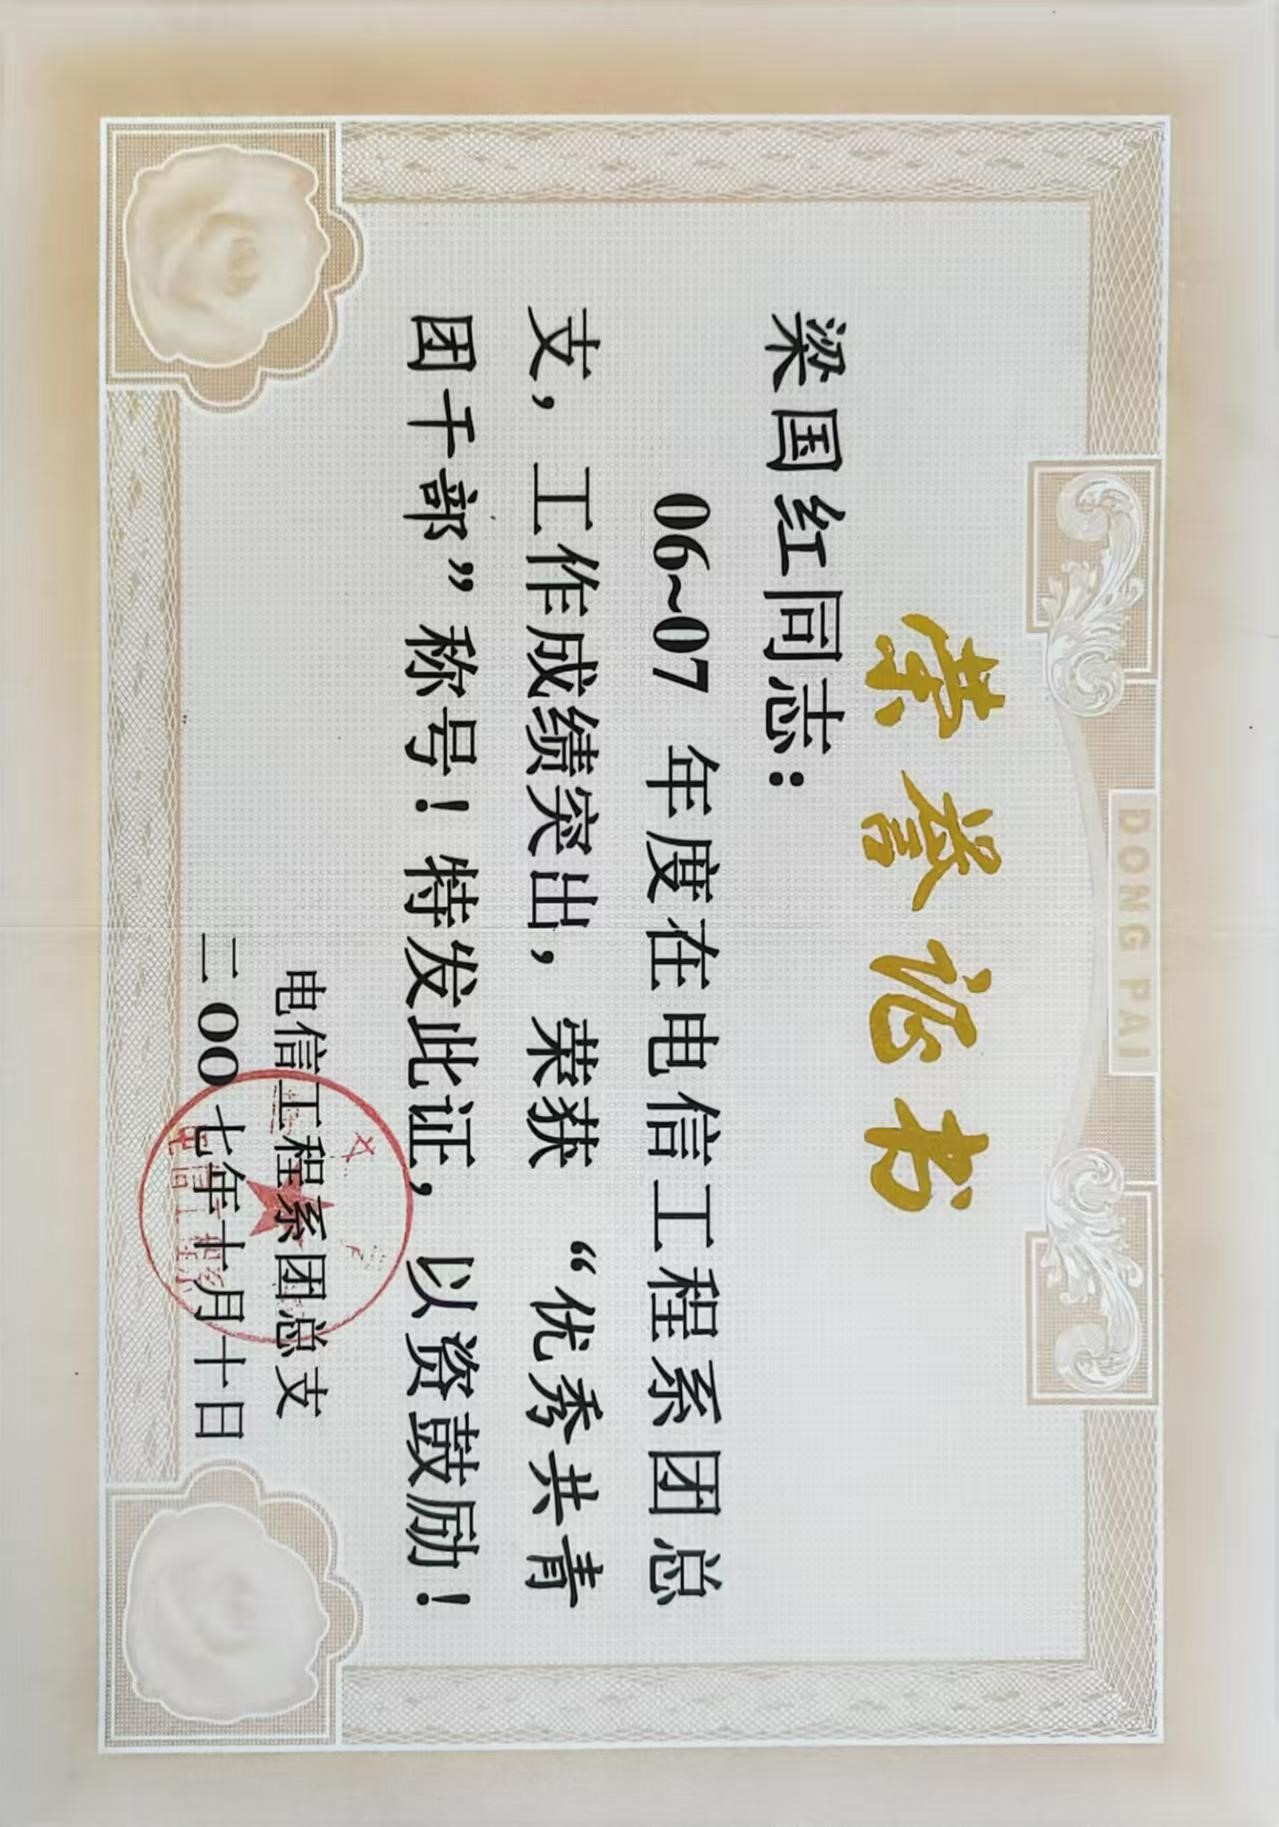 DONG PAI
荣誉证书
梁国红同志：
06~07 年度在电信工程系团总
支，工作成绩突出，荣获 “优秀共青
团干部”称号！特发此证，以资鼓励！
电信工程系团总支
二OO七年十月十日